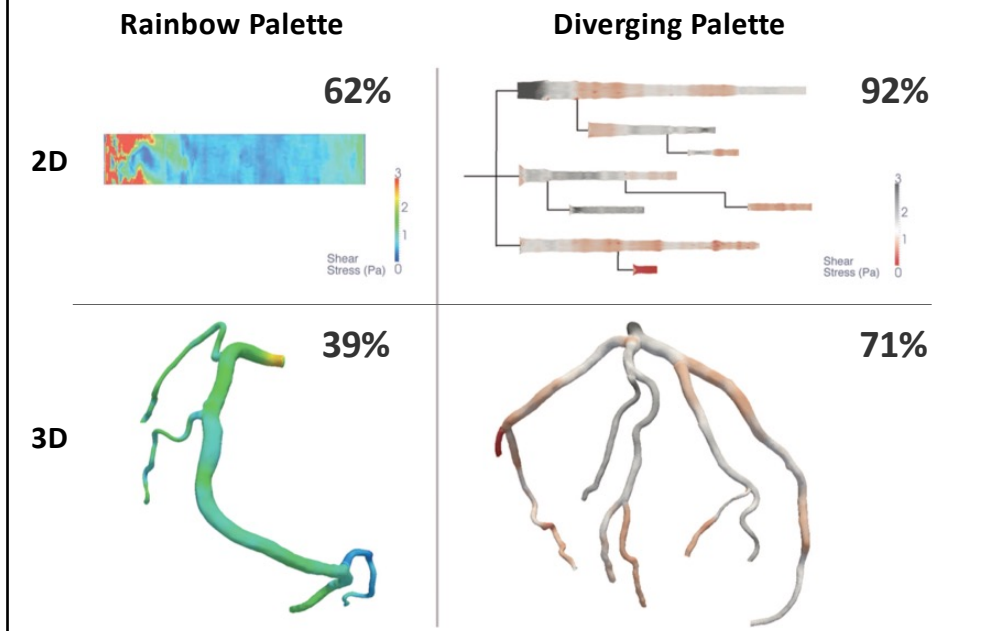 Rainbow Palette
Diverging Palette
62%
92%
2D
3
2
1
0
Shear
Stress (Pa)
3
2
1
0
Shear
Stress (Pa)
39%
71%
3D